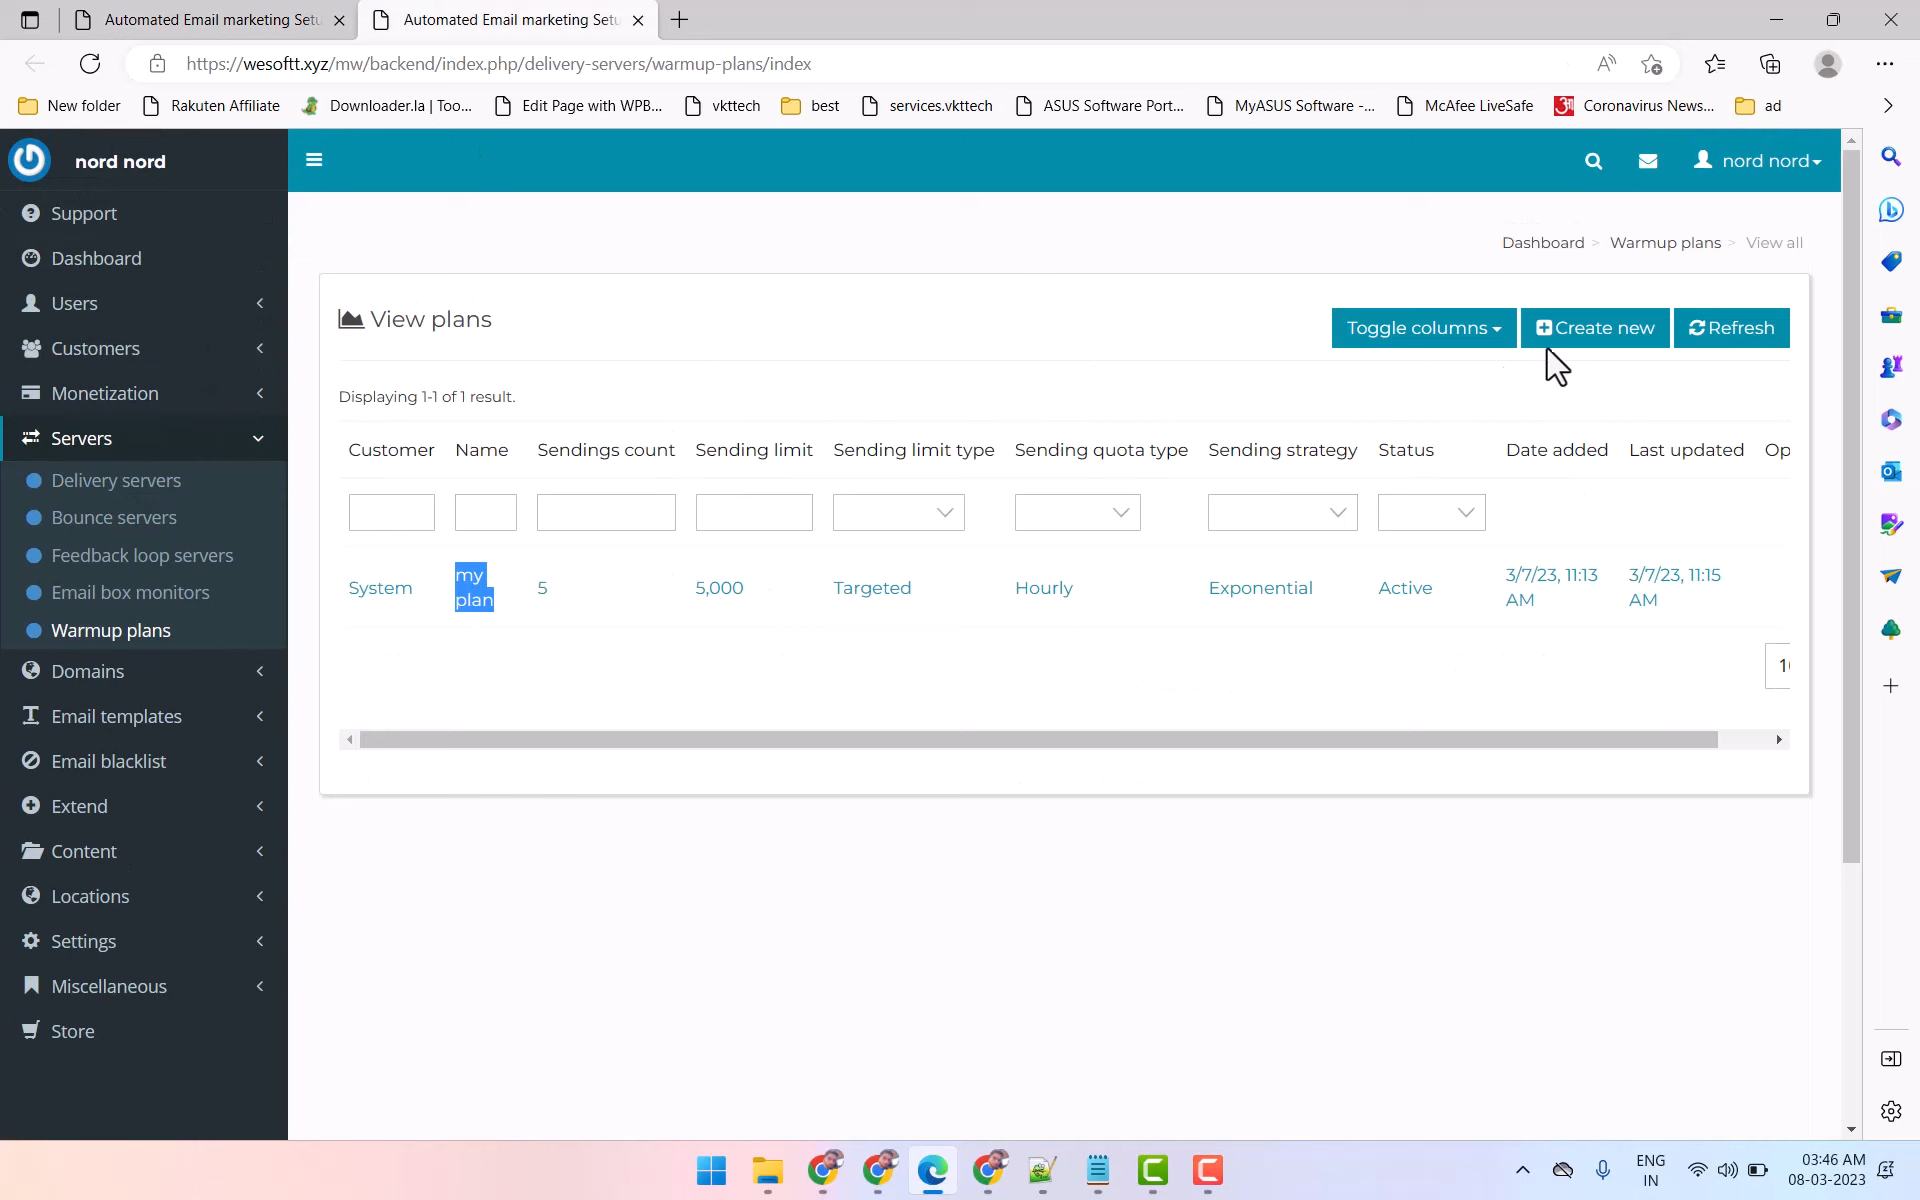 Automated Email marketing Setu
Automated Email marketing Setu
https://wesoftt.xyz/mw/backend/index.php/delivery-servers/warmup-plans/index
New folder
Rakuten Affiliate
Downloader.la | Too...
Edit Page with WPB...
vkttech
best
services.vkttech
ASUS Software Port...
MyASUS Software -...
McAfee LiveSafe
Coronavirus News...
ad
nord nord
nord nord
Support
Dashboard
Users
Customers
Monetization
Servers
Delivery servers
Bounce servers
Feedback loop servers
Email box monitors
Warmup plans
Domains
Email templates
Email blacklist
Extend
Content
Locations
Settings
Miscellaneous
Store
Dashboard > Warmup plans > View all
View plans
Toggle columns
Create new
Refresh
Displaying 1-1 of 1 result.
Customer Name Sendings count Sending limit Sending limit type Sending quota type Sending strategy Status Date added Last updated Op
System my plan 5 5,000 Targeted Hourly Exponential Active 3/7/23, 11:13 AM 3/7/23, 11:15 AM
ENG
IN
03:46 AM
08-03-2023